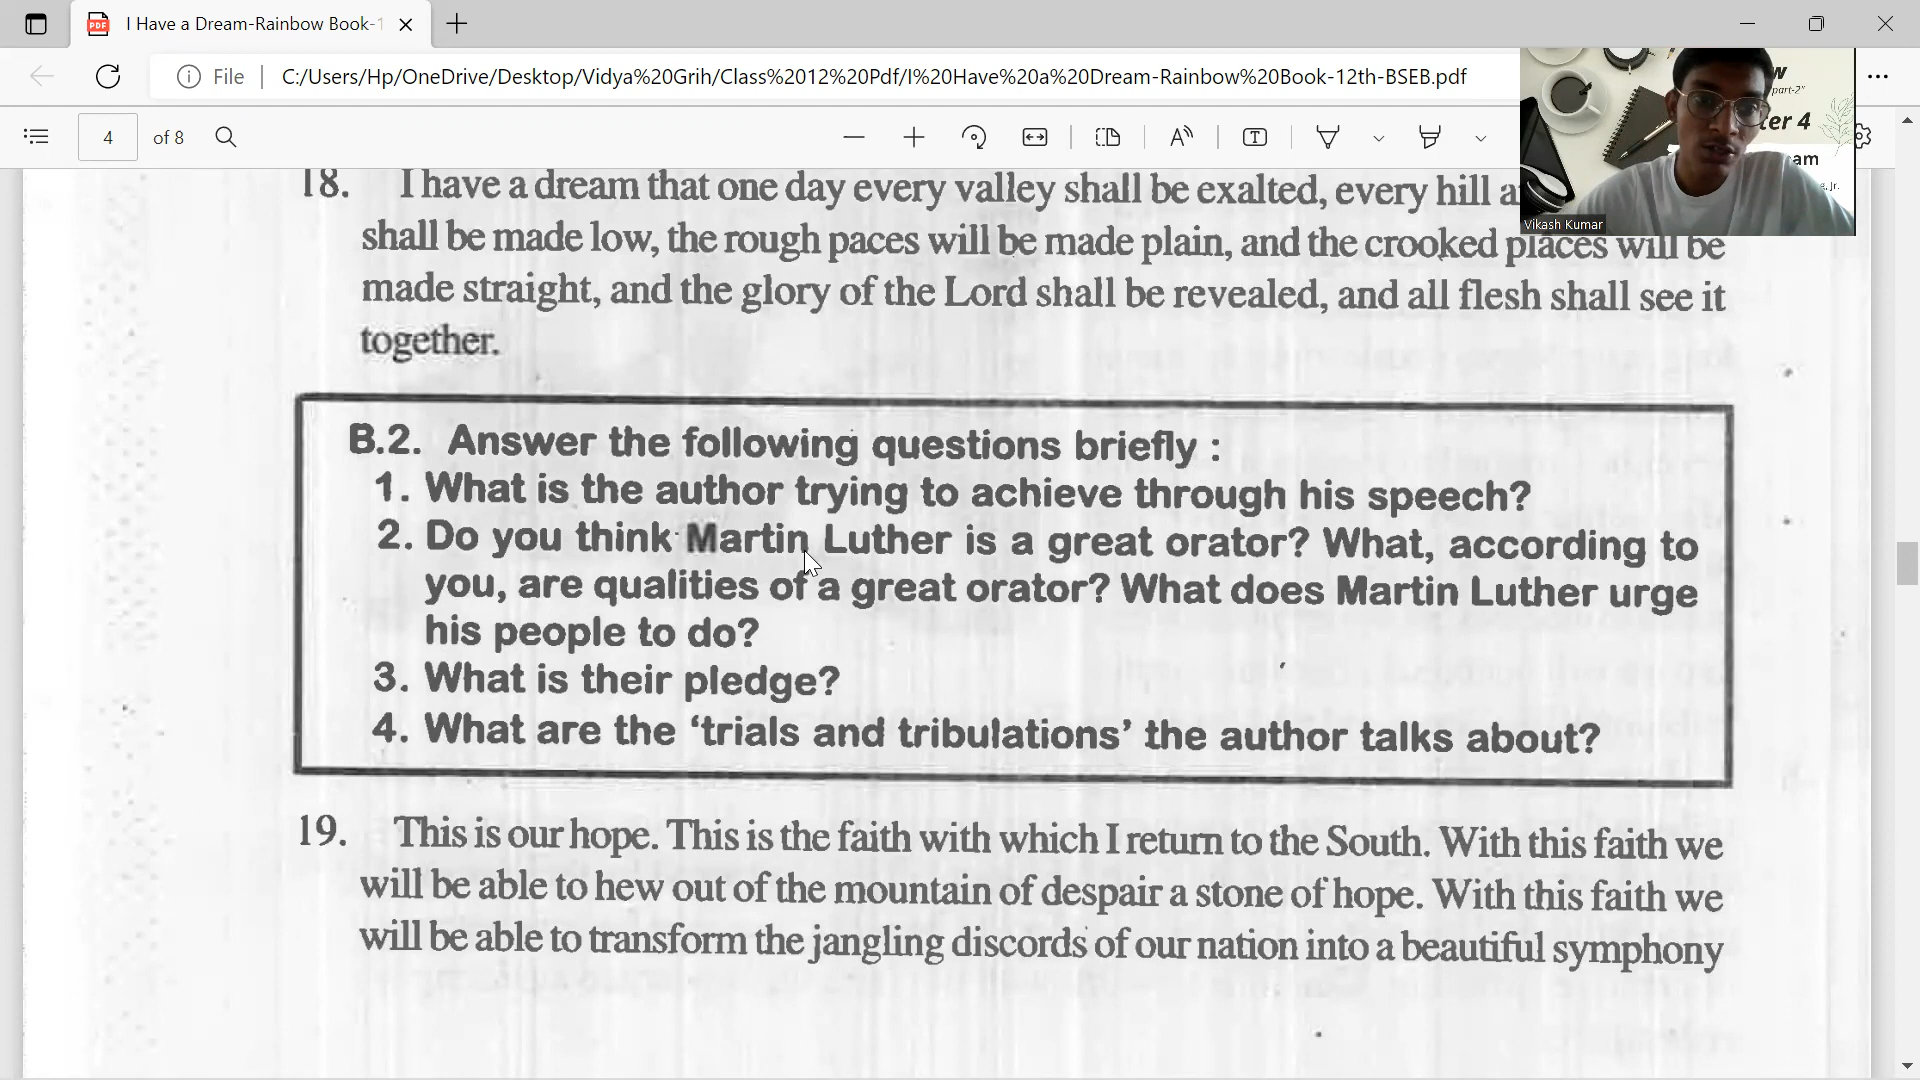 I Have a Dream-Rainbow Book-1
File
C:/Users/Hp/OneDrive/Desktop/Vidya%20Grih/Class%2012%20Pdf/I%20Have%20a%20Dream-Rainbow%20Book-12th-BSEB.pdf
4 of 8
part-2"
ter 4
am
Jr.
Vikash Kumar
18. I have a dream that one day every valley shall be exalted, every hill a
shall be made low, the rough paces will be made plain, and the crooked places will be
made straight, and the glory of the Lord shall be revealed, and all flesh shall see it
together.
B.2. Answer the following questions briefly :
1. What is the author trying to achieve through his speech?
2. Do you think Martin Luther is a great orator? What, according to
you, are qualities of a great orator? What does Martin Luther urge
his people to do?
3. What is their pledge?
4. What are the ‘trials and tribulations’ the author talks about?
19. This is our hope. This is the faith with which I return to the South. With this faith we
will be able to hew out of the mountain of despair a stone of hope. With this faith we
will be able to transform the jangling discords of our nation into a beautiful symphony